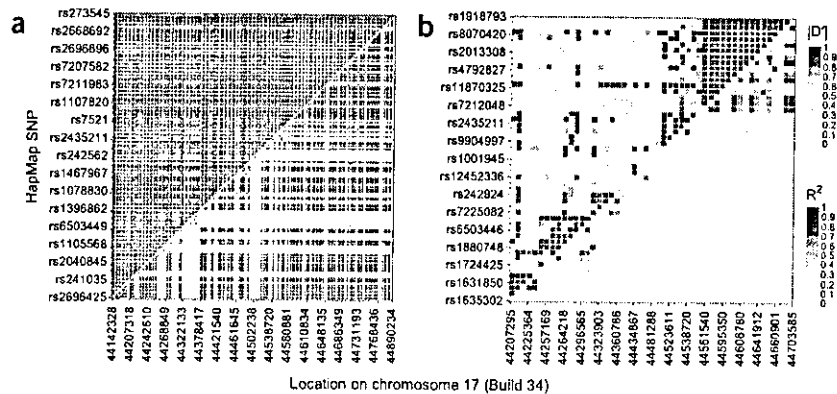 a
HapMap SNP
rs273545
rs2668692
rs2696896
rs7207582
rs7211983
rs1107820
rs7521
rs2435211
rs242562
rs1467967
rs1078830
rs1396862
rs6503449
rs1105568
rs2040845
rs241035
rs2696425
44142328
44207318
44242610
44268849
44322133
44378417
44421540
44461645
44502238
44538720
44580881
44610834
44648135
44686349
44731193
44768436
44890234
b
rs1918793
rs8070420
rs2013308
rs4792827
rs11870325
rs7212048
rs2435211
rs9904997
rs1001945
rs12452336
rs242924
rs7225082
rs6503446
rs1880748
rs1724425
rs1631850
rs1635302
44207295
44225364
44257169
44264218
44296565
44323903
44360766
44434867
44481288
44523611
44538720
44561540
44595350
44608760
44641912
44660901
44703585
|D'|
1
0.9
0.8
0.7
0.6
0.5
0.4
0.3
0.2
0.1
0
R²
1
0.9
0.8
0.7
0.6
0.5
0.4
0.3
0.2
0.1
0
Location on chromosome 17 (Build 34)